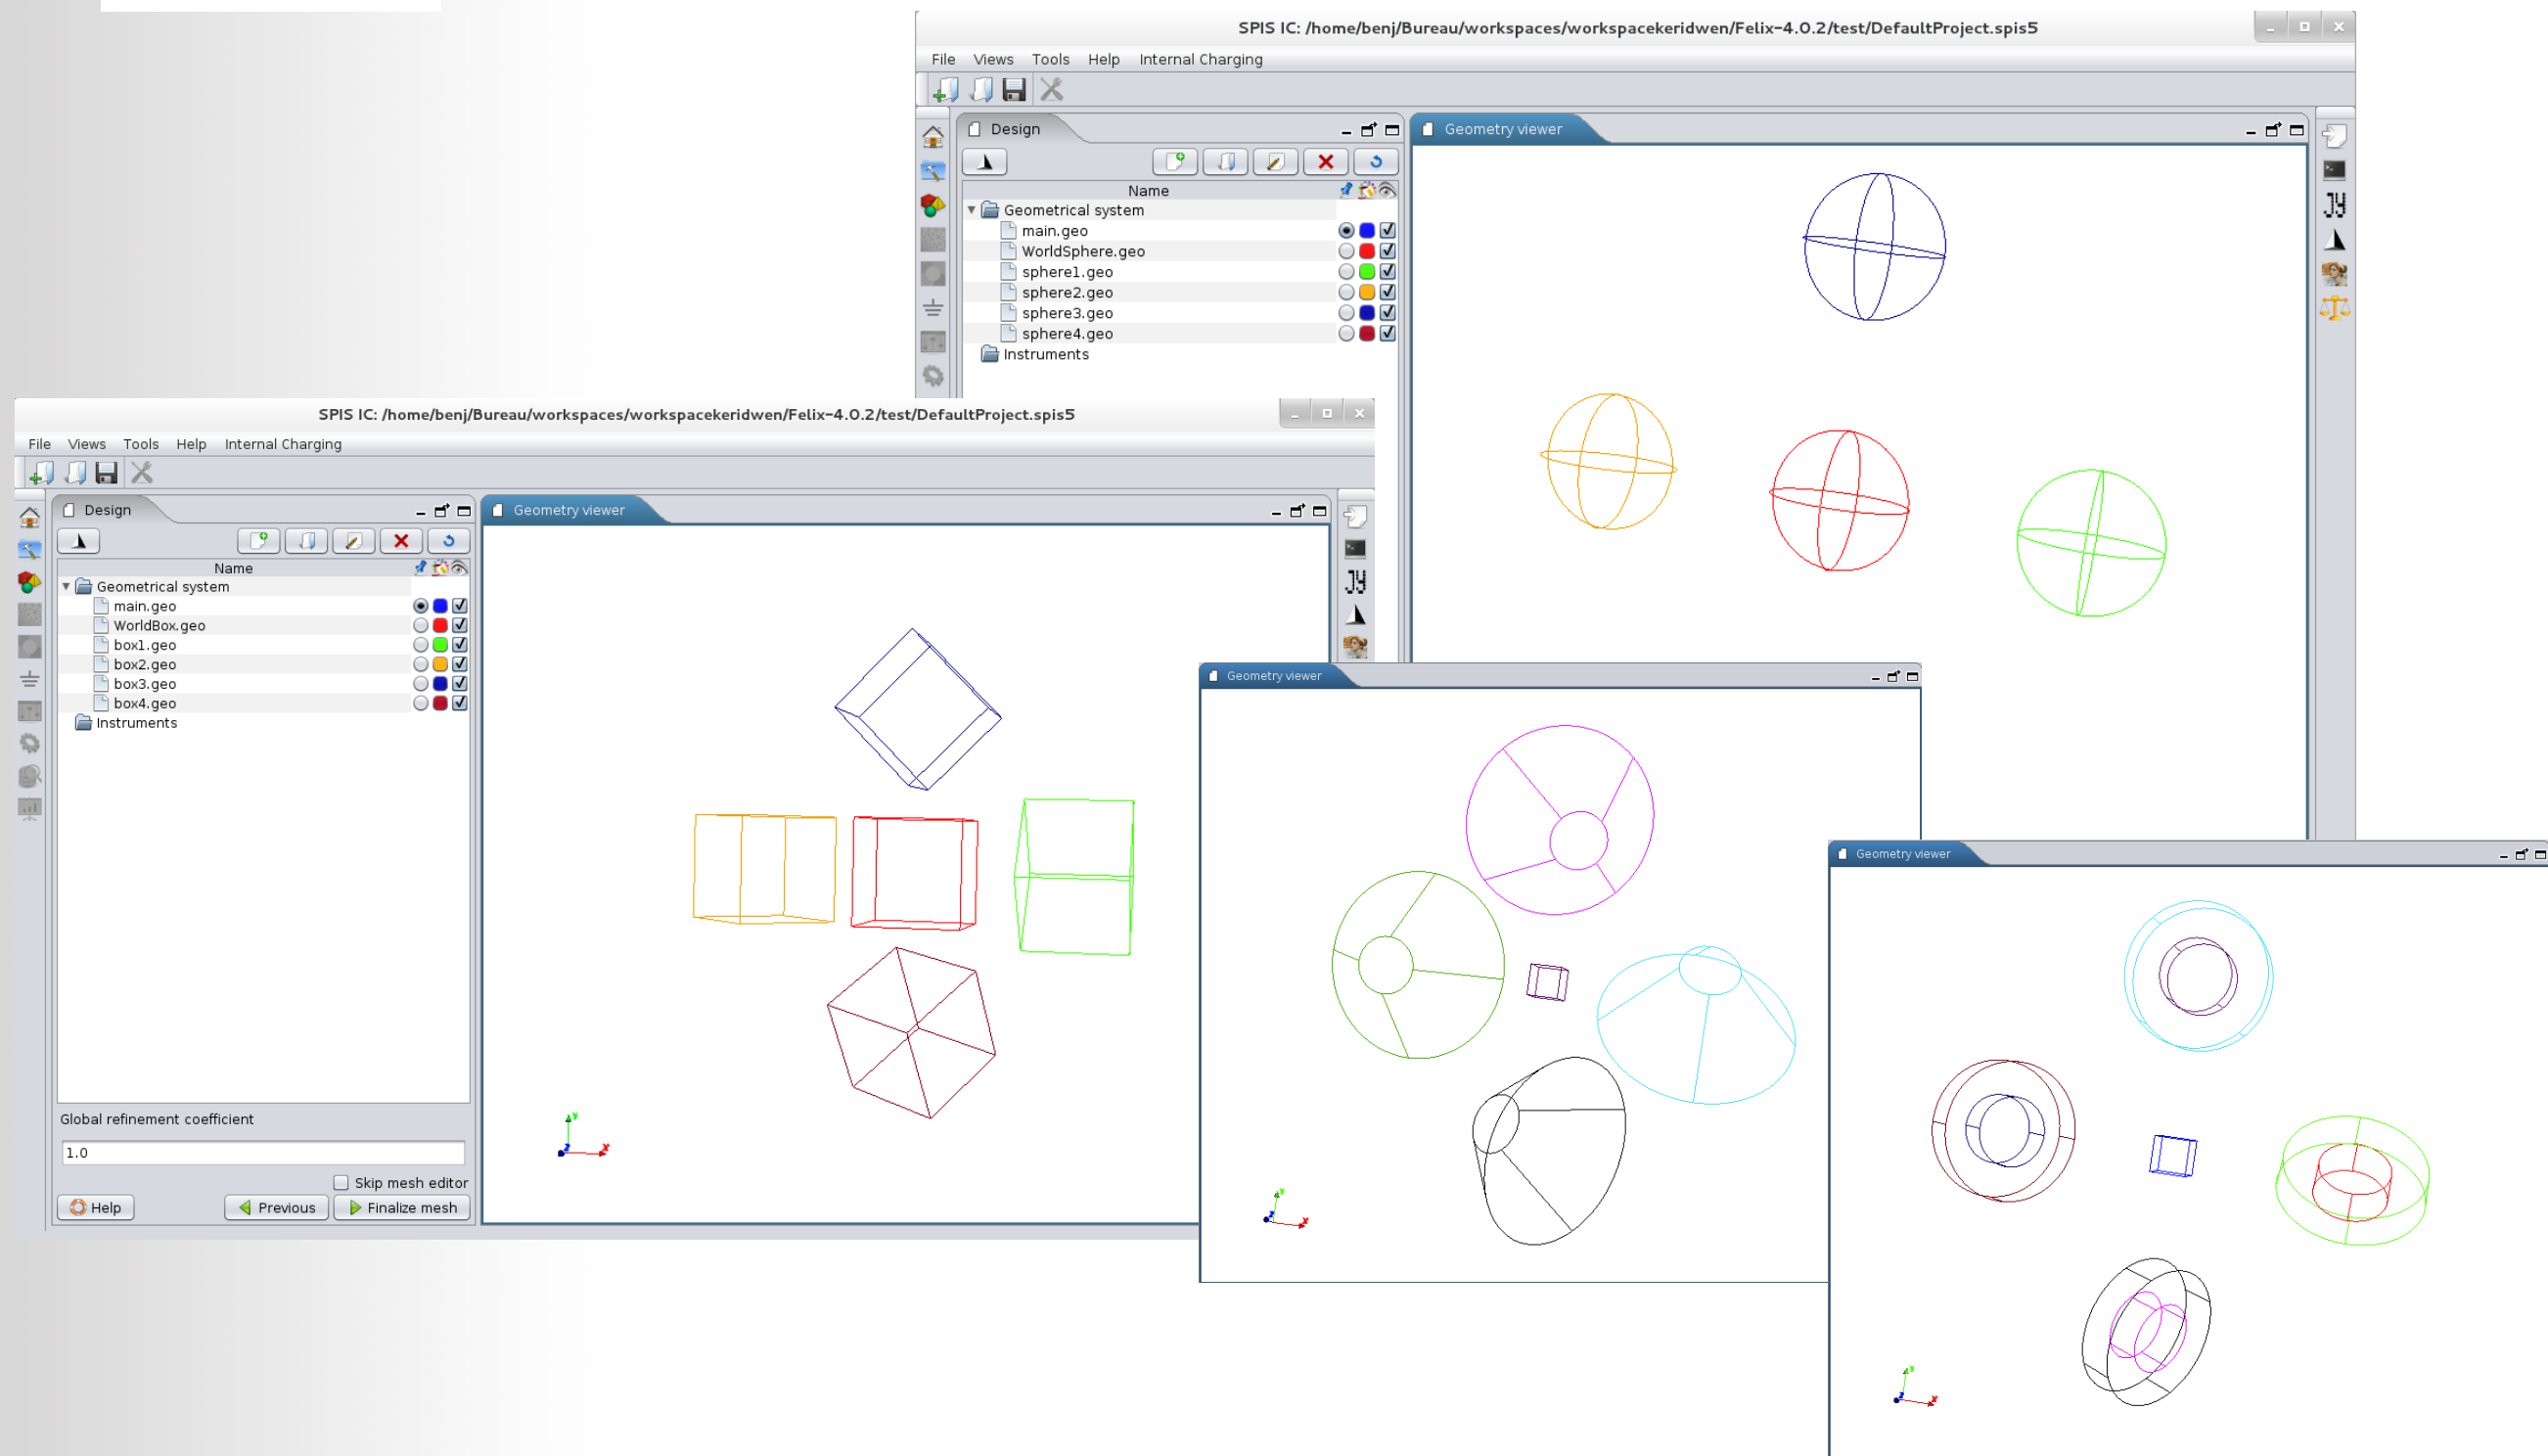 SPIS IC: /home/benj/Bureau/workspaces/workspacekeridwen/Felix-4.0.2/test/DefaultProject.spis5
File Views Tools Help Internal Charging
Design
Geometry viewer
Name
Geometrical system
main.geo
WorldSphere.geo
sphere1.geo
sphere2.geo
sphere3.geo
sphere4.geo
Instruments
Jy
SPIS IC: /home/benj/Bureau/workspaces/workspacekeridwen/Felix-4.0.2/test/DefaultProject.spis5
File Views Tools Help Internal Charging
Design
Geometry viewer
Name
Geometrical system
main.geo
WorldBox.geo
box1.geo
box2.geo
box3.geo
box4.geo
Instruments
Jy
Y
Z X
Global refinement coefficient
1.0
Skip mesh editor
Help Previous Finalize mesh
Geometry viewer
Y
Z X
Geometry viewer
Y
Z X